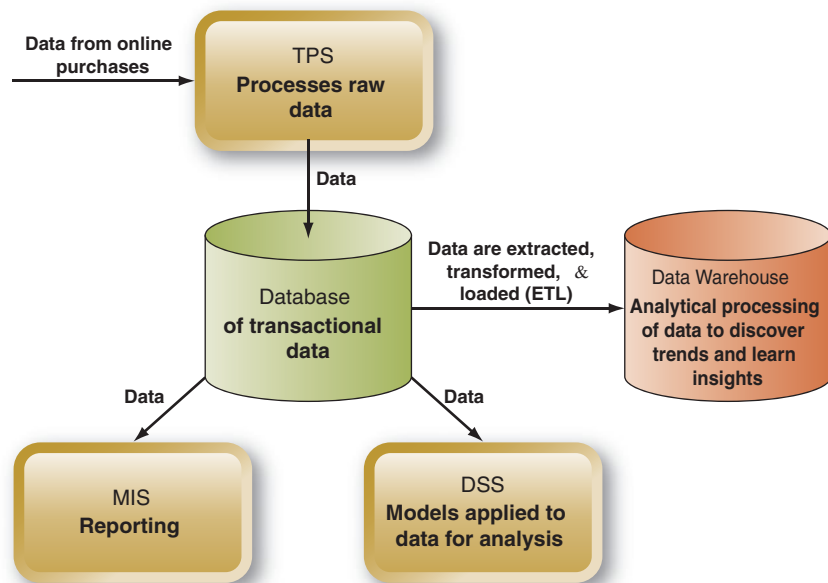 Data from online
purchases
TPS
Processes raw
data
Data
Database
of transactional
data
Data are extracted,
transformed, &
loaded (ETL)
Data Warehouse
Analytical processing
of data to discover
trends and learn
insights
Data
Data
MIS
Reporting
DSS
Models applied to
data for analysis